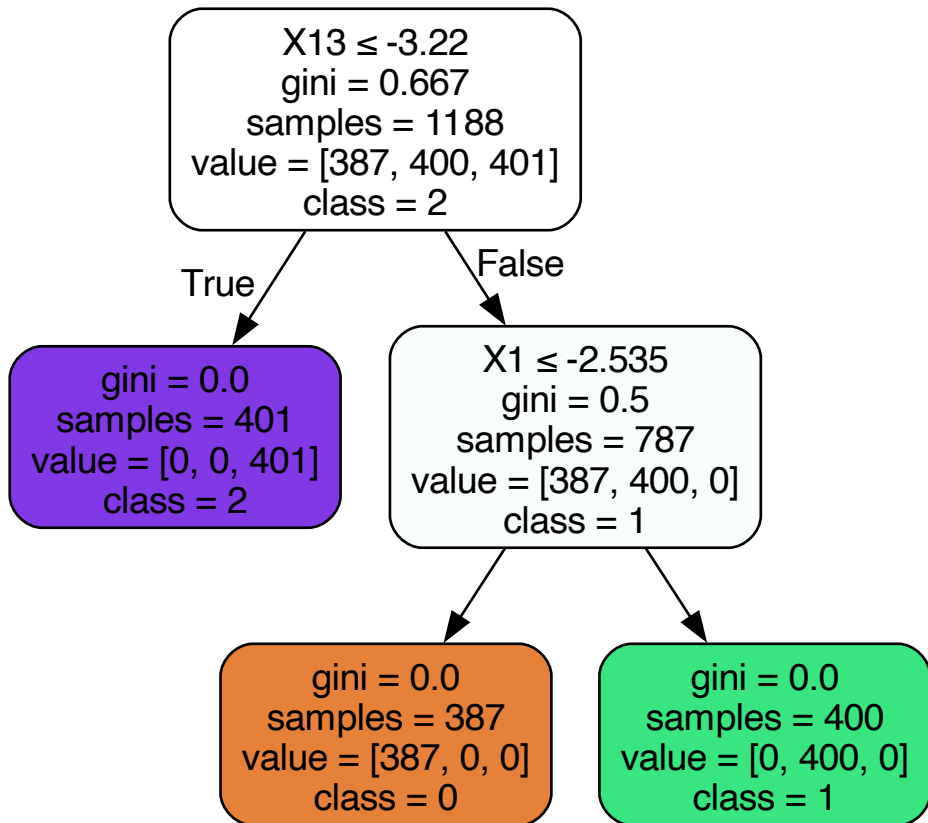 X13 ≤ -3.22
gini = 0.667
samples = 1188
value = [387, 400, 401]
class = 2
True
False
gini = 0.0
samples = 401
value = [0, 0, 401]
class = 2
X1 ≤ -2.535
gini = 0.5
samples = 787
value = [387, 400, 0]
class = 1
gini = 0.0
samples = 387
value = [387, 0, 0]
class = 0
gini = 0.0
samples = 400
value = [0, 400, 0]
class = 1